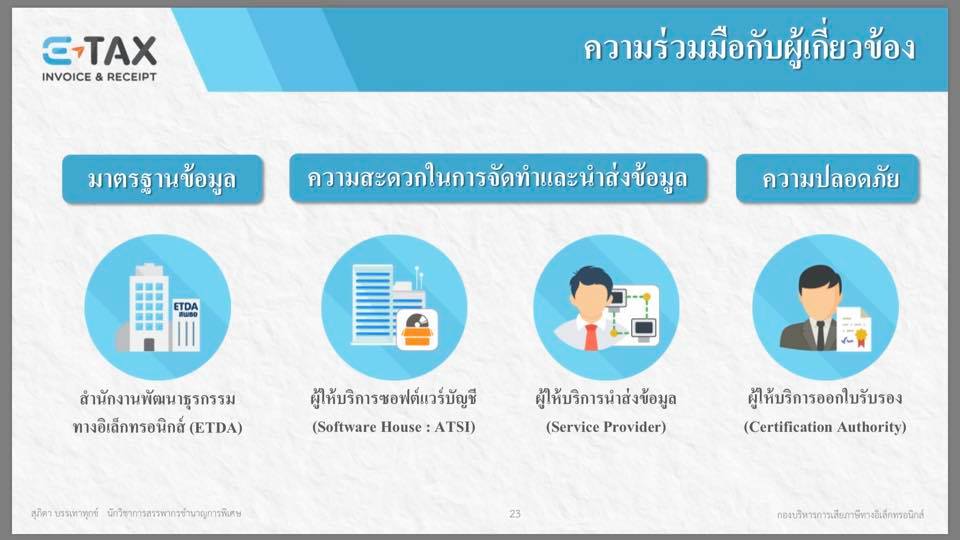 E-TAX
INVOICE & RECEIPT
ความร่วมมือกับผู้เกี่ยวข้อง
มาตรฐานข้อมูล
ความสะดวกในการจัดทำและนำส่งข้อมูล
ความปลอดภัย
ETDA
สพธอ
สำนักงานพัฒนาธุรกรรม
ทางอิเล็กทรอนิกส์ (ETDA)
ผู้ให้บริการซอฟต์แวร์บัญชี
(Software House : ATSI)
ผู้ให้บริการนำส่งข้อมูล
(Service Provider)
ผู้ให้บริการออกใบรับรอง
(Certification Authority)
สุภิดา บรรเทาทุกข์ นักวิชาการสรรพากรชำนาญการพิเศษ
23
กองบริหารการเสียภาษีทางอิเล็กทรอนิกส์